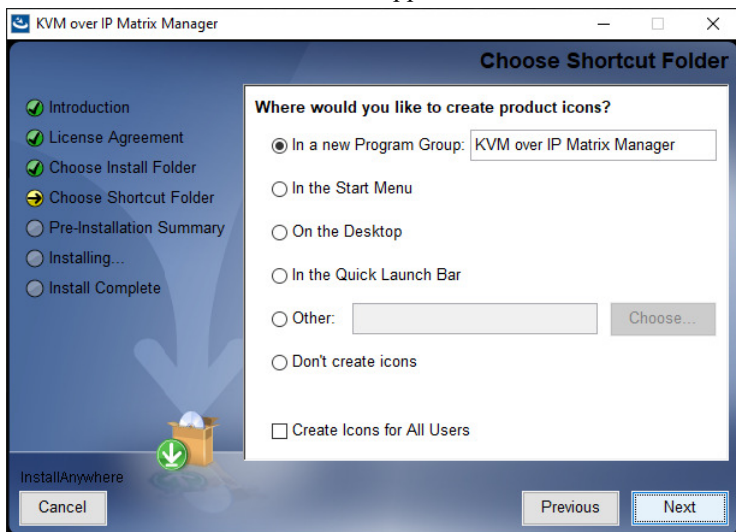 KVM over IP Matrix Manager
Choose Shortcut Folder
Introduction
License Agreement
Choose Install Folder
Choose Shortcut Folder
Pre-Installation Summary
Installing...
Install Complete
Where would you like to create product icons?
In a new Program Group: KVM over IP Matrix Manager
In the Start Menu
On the Desktop
In the Quick Launch Bar
Other: Choose...
Don't create icons
Create Icons for All Users
InstallAnywhere
Cancel Previous Next